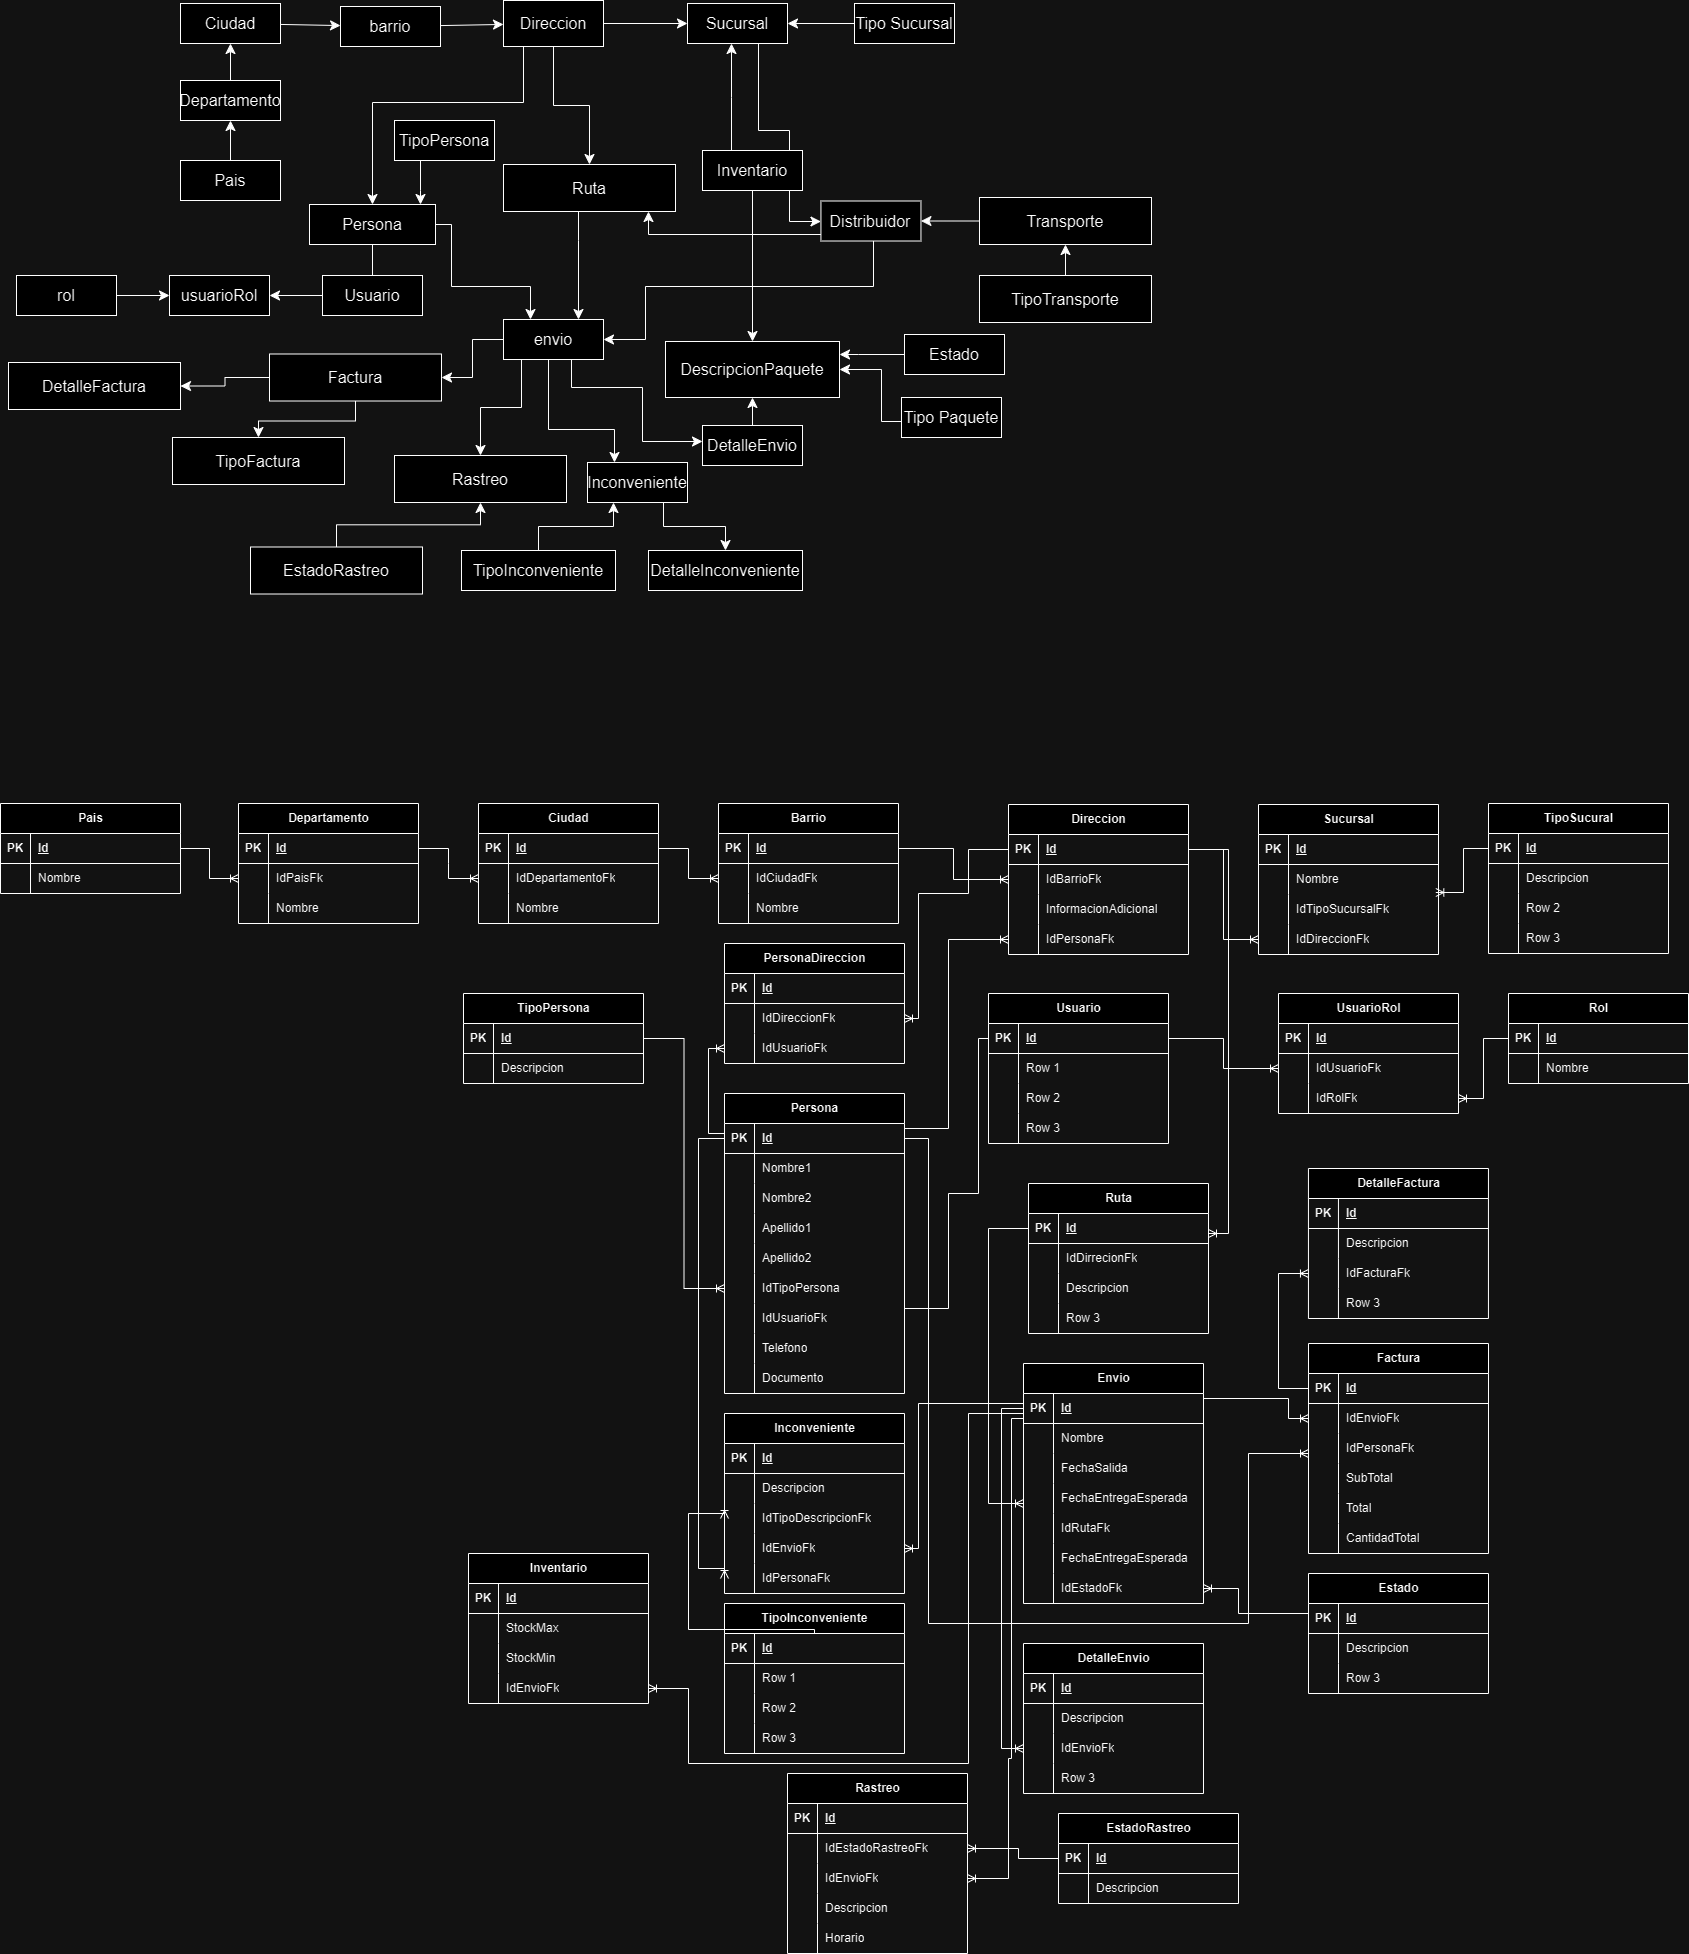 Ciudad
barrio
Direccion
Sucursal
Tipo Sucursal
Departamento
TipoPersona
Pais
Ruta
Inventario
Persona
Distribuidor
Transporte
rol
usuarioRol
Usuario
TipoTransporte
envio
Estado
DescripcionPaquete
Factura
DetalleFactura
Tipo Paquete
DetalleEnvio
TipoFactura
Rastreo
Inconveniente
EstadoRastreo
TipoInconveniente
DetalleInconveniente
Pais
PK Id
Nombre
Departamento
PK Id
IdPaisFk
Nombre
Ciudad
PK Id
IdDepartamentoFk
Nombre
Barrio
PK Id
IdCiudadFk
Nombre
Direccion
PK Id
IdBarrioFk
InformacionAdicional
IdPersonaFk
Sucursal
PK Id
Nombre
IdTipoSucursalFk
IdDireccionFk
TipoSucural
PK Id
Descripcion
Row 2
Row 3
PersonaDireccion
PK Id
IdDireccionFk
IdUsuarioFk
TipoPersona
PK Id
Descripcion
Usuario
PK Id
Row 1
Row 2
Row 3
UsuarioRol
PK Id
IdUsuarioFk
IdRolFk
Rol
PK Id
Nombre
Persona
PK Id
Nombre1
Nombre2
Apellido1
Apellido2
IdTipoPersona
IdUsuarioFk
Telefono
Documento
Ruta
PK Id
IdDirrecionFk
Descripcion
Row 3
DetalleFactura
PK Id
Descripcion
IdFacturaFk
Row 3
Factura
PK Id
IdEnvioFk
IdPersonaFk
SubTotal
Total
CantidadTotal
Envio
PK Id
Nombre
FechaSalida
FechaEntregaEsperada
IdRutaFk
FechaEntregaEsperada
IdEstadoFk
Inconveniente
PK Id
Descripcion
IdTipoDescripcionFk
IdEnvioFk
IdPersonaFk
Inventario
PK Id
StockMax
StockMin
IdEnvioFk
TipoInconveniente
PK Id
Row 1
Row 2
Row 3
Estado
PK Id
Descripcion
Row 3
DetalleEnvio
PK Id
Descripcion
IdEnvioFk
Row 3
Rastreo
PK Id
IdEstadoRastreoFk
IdEnvioFk
Descripcion
Horario
EstadoRastreo
PK Id
Descripcion